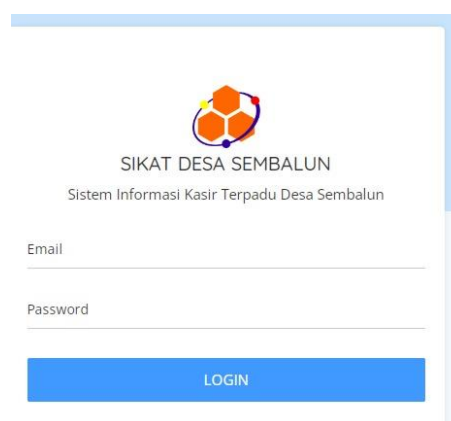 SIKAT DESA SEMBALUN
Sistem Informasi Kasir Terpadu Desa Sembalun
Email
Password
LOGIN